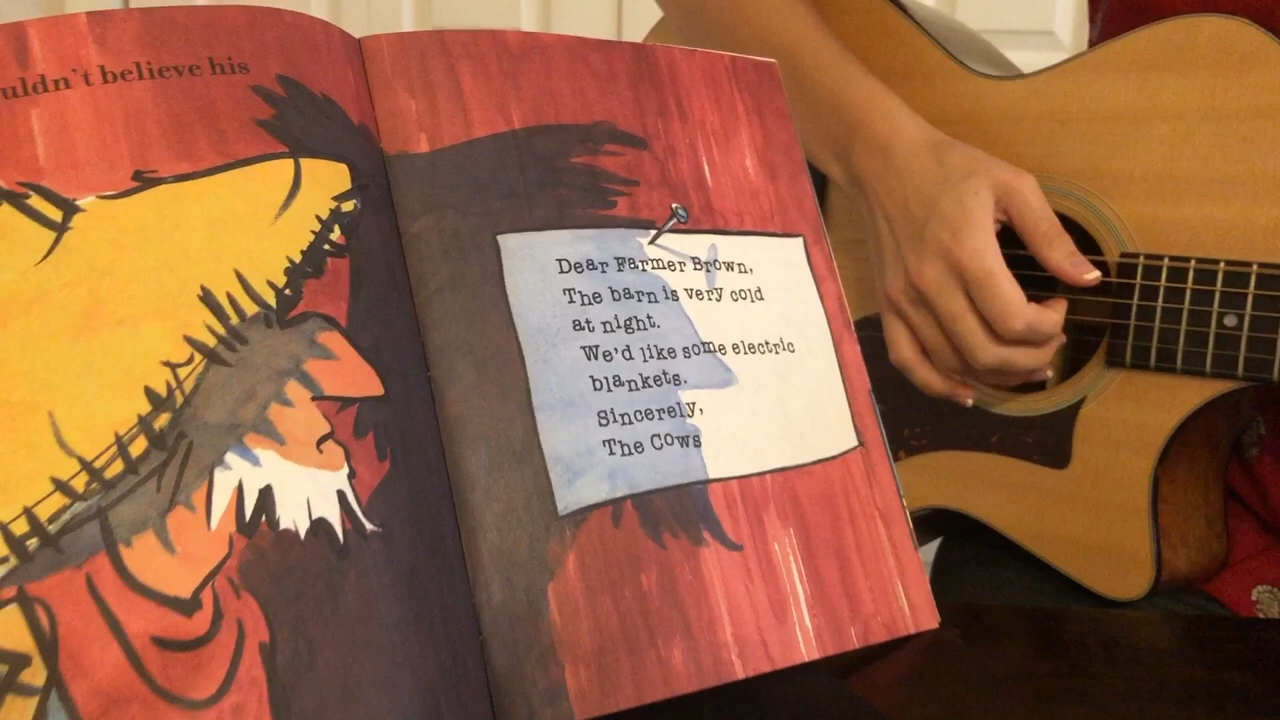 uldn't believe his
Dear Farmer Brown,
The barn is very cold
at night.
We'd like some electric
blankets.
Sincerely,
The Cows